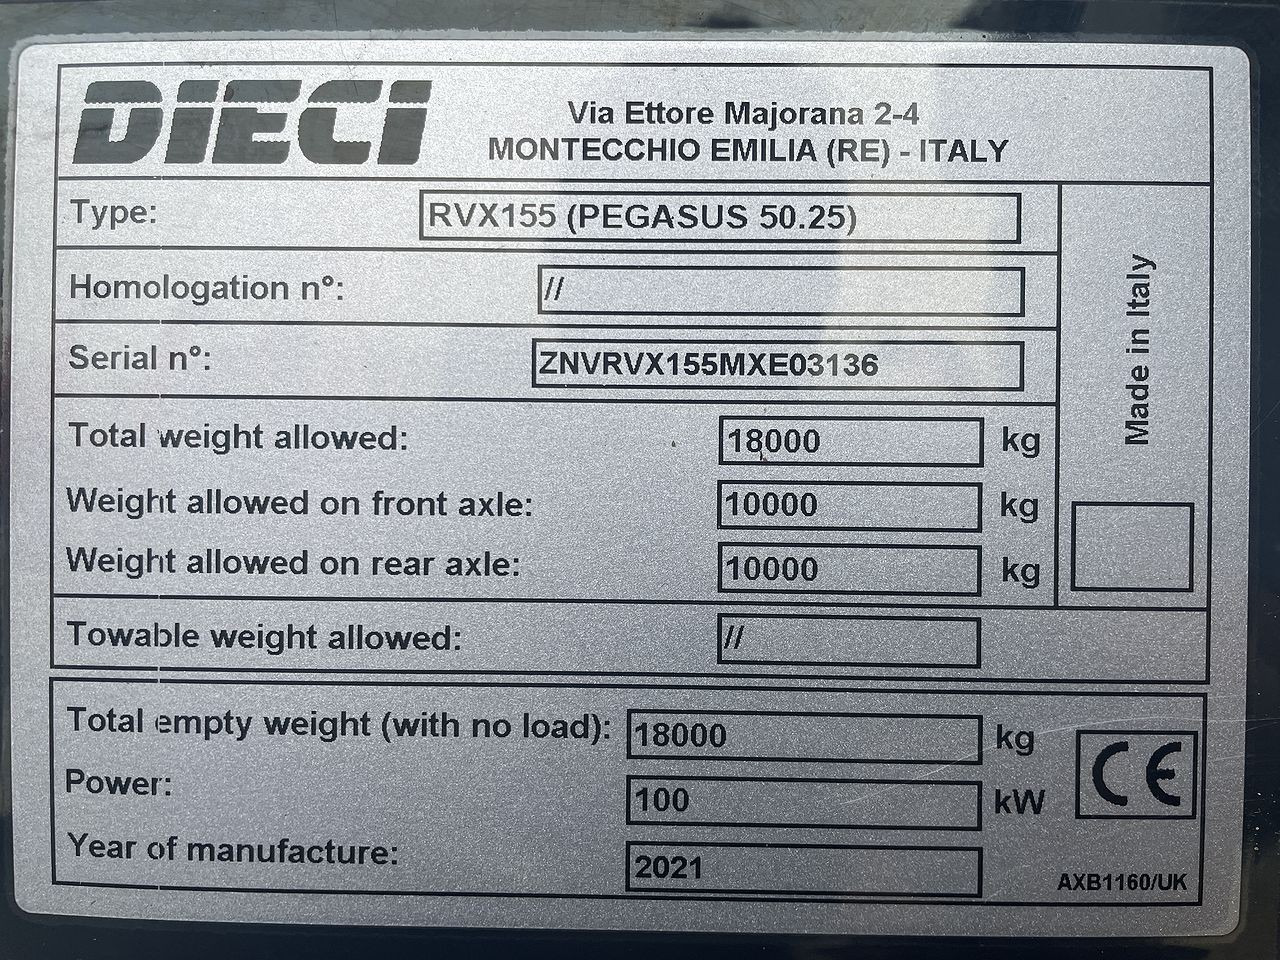 DIECI
Via Ettore Majorana 2-4
MONTECCHIO EMILIA (RE) - ITALY
Type: RVX155 (PEGASUS 50.25)
Homologation n°: //
Serial n°: ZNVRVX155MXE03136
Made in Italy
Total weight allowed: 18000 kg
Weight allowed on front axle: 10000 kg
Weight allowed on rear axle: 10000 kg
Towable weight allowed: //
Total empty weight (with no load): 18000 kg
Power: 100 kW
CE
Year of manufacture: 2021
AXB1160/UK